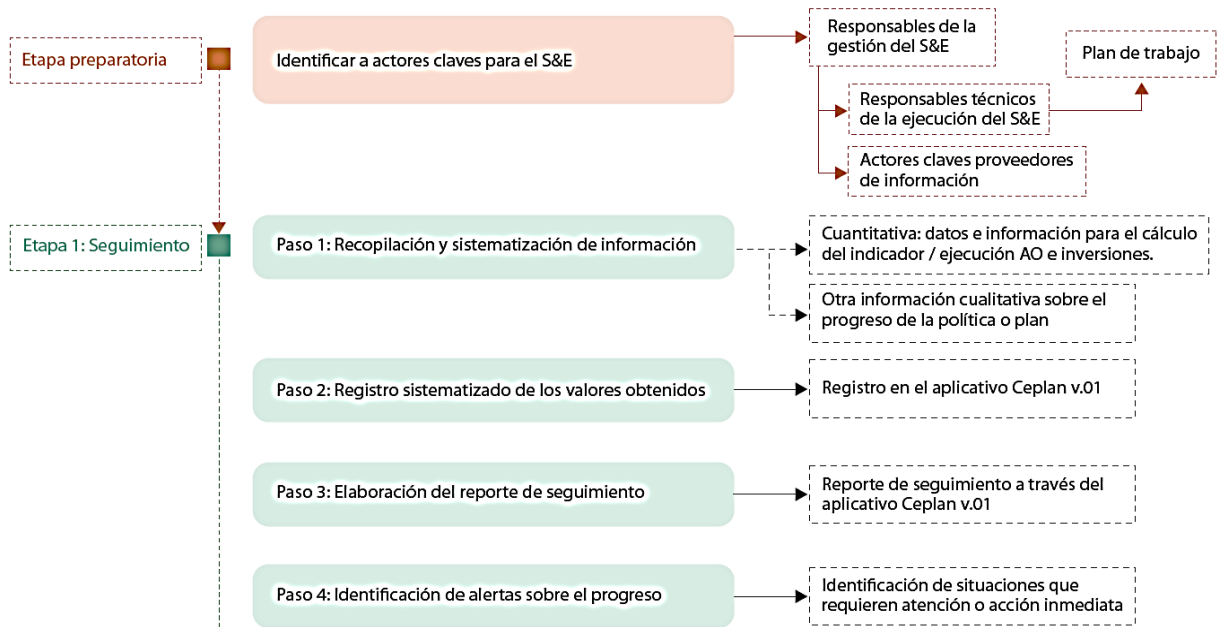 Etapa preparatoria
Identificar a actores claves para el S&E
Responsables de la
gestión del S&E
Plan de trabajo
Responsables técnicos
de la ejecución del S&E
Actores claves proveedores
de información
Etapa 1: Seguimiento
Paso 1: Recopilación y sistematización de información
Cuantitativa: datos e información para el cálculo
del indicador / ejecución AO e inversiones.
Otra información cualitativa sobre el
progreso de la política o plan
Paso 2: Registro sistematizado de los valores obtenidos
Registro en el aplicativo Ceplan v.01
Paso 3: Elaboración del reporte de seguimiento
Reporte de seguimiento a través del
aplicativo Ceplan v.01
Paso 4: Identificación de alertas sobre el progreso
Identificación de situaciones que
requieren atención o acción inmediata